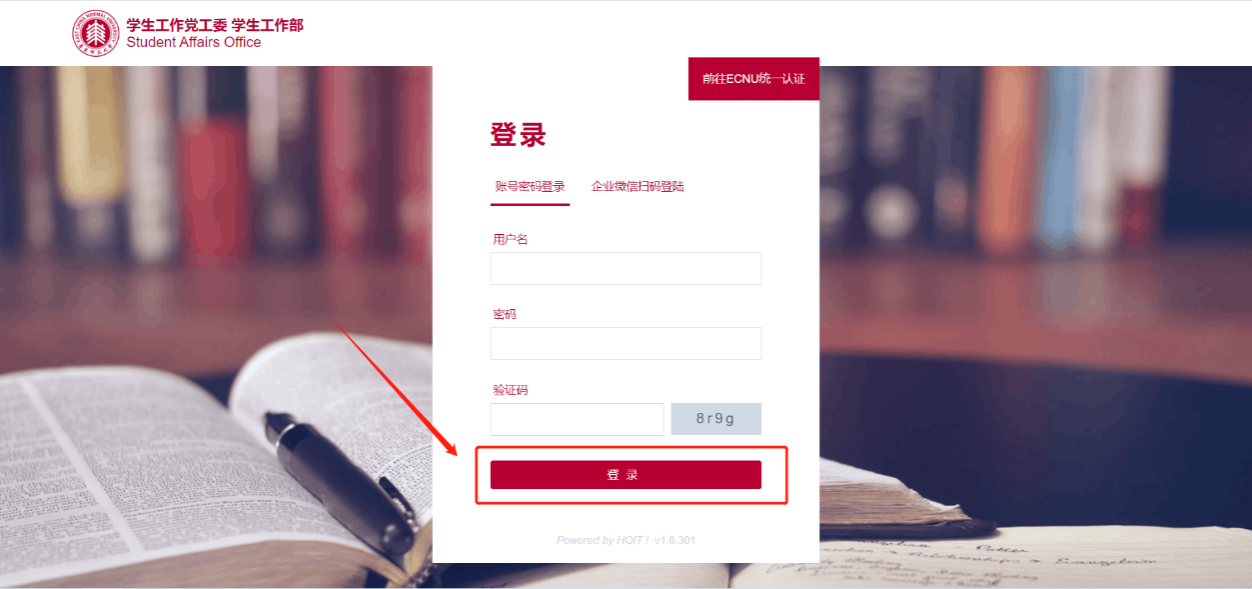 学生工作党工委 学生工作部
Student Affairs Office
前往ECNU统一认证
登录
账号密码登录 企业微信扫码登陆
用户名
密码
验证码
8r9g
登 录
Powered by HQIT! v1.8.301